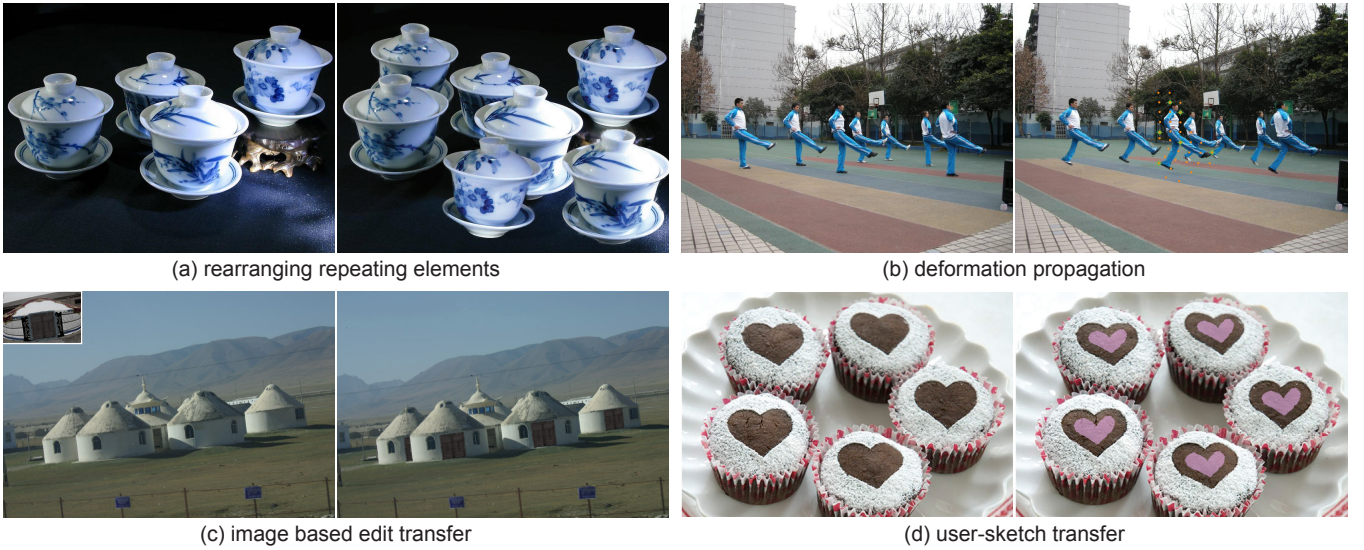 (a) rearranging repeating elements
(b) deformation propagation
(c) image based edit transfer
(d) user-sketch transfer